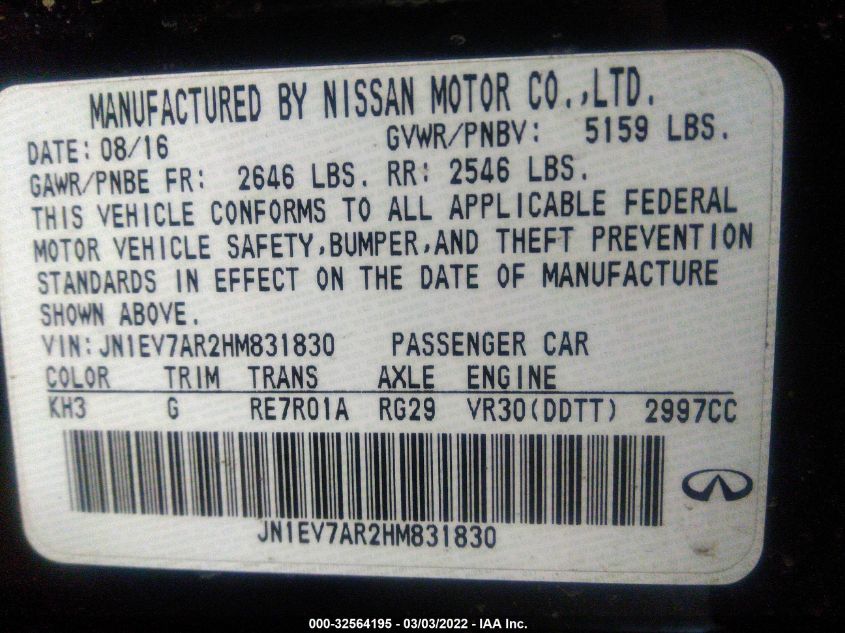 MANUFACTURED BY NISSAN MOTOR CO.,LTD.
DATE: 08/16 GVWR/PNBV: 5159 LBS.
GAWR/PNBE FR: 2646 LBS. RR: 2546 LBS.
THIS VEHICLE CONFORMS TO ALL APPLICABLE FEDERAL
MOTOR VEHICLE SAFETY,BUMPER,AND THEFT PREVENTION
STANDARDS IN EFFECT ON THE DATE OF MANUFACTURE
SHOWN ABOVE.
VIN:JN1EV7AR2HM831830 PASSENGER CAR
COLOR TRIM TRANS AXLE ENGINE
KH3 G RE7R01A RG29 VR30(DDTT) 2997CC
JN1EV7AR2HM831830
000-32564195 - 03/03/2022 - IAA Inc.